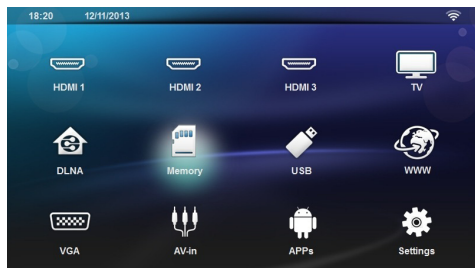 18:20 12/11/2013
HDMI 1 HDMI 2 HDMI 3 TV
DLNA Memory USB WWW
VGA AV-in APPs Settings